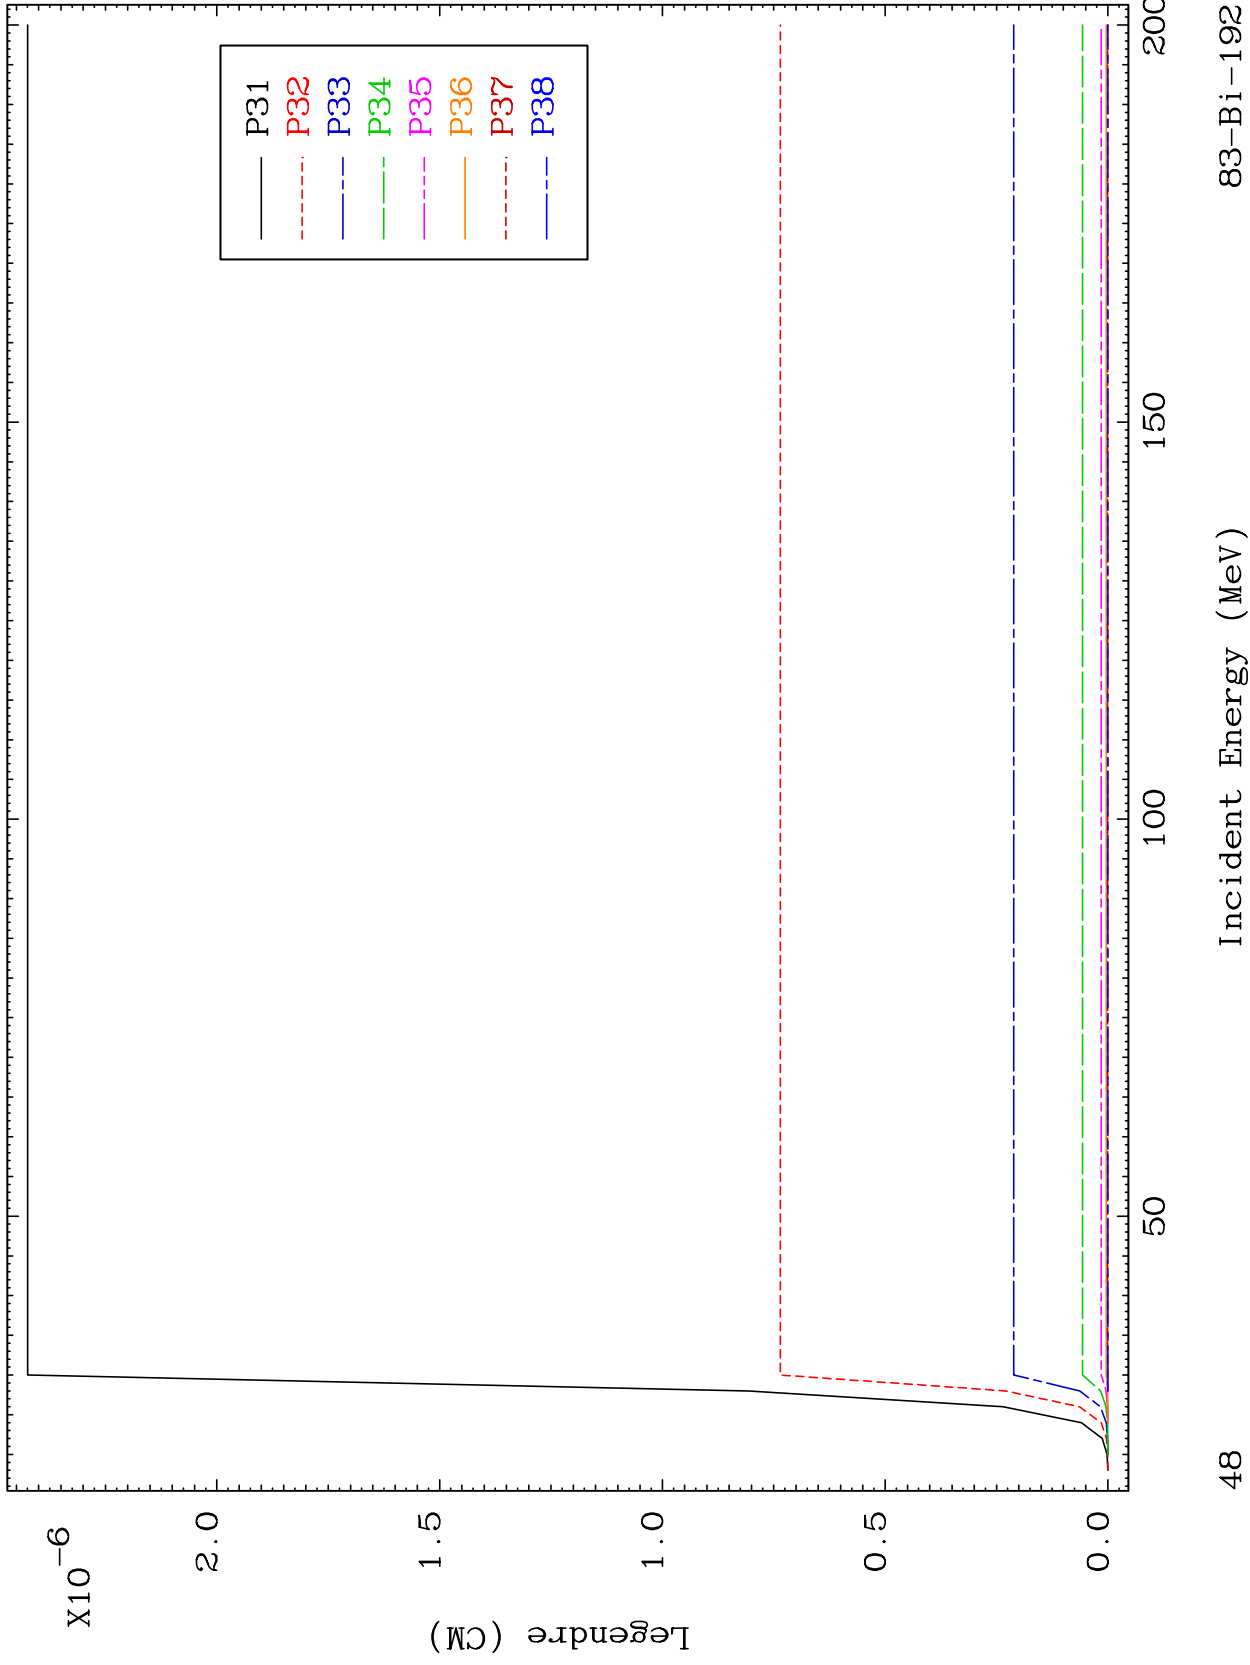 X10-6
2.0
1.5
1.0
0.5
0.0
Legendre (CM)
P31
P32
P33
P34
P35
P36
P37
P38
50
100
150
200
Incident Energy (MeV)
48
83-Bi-192